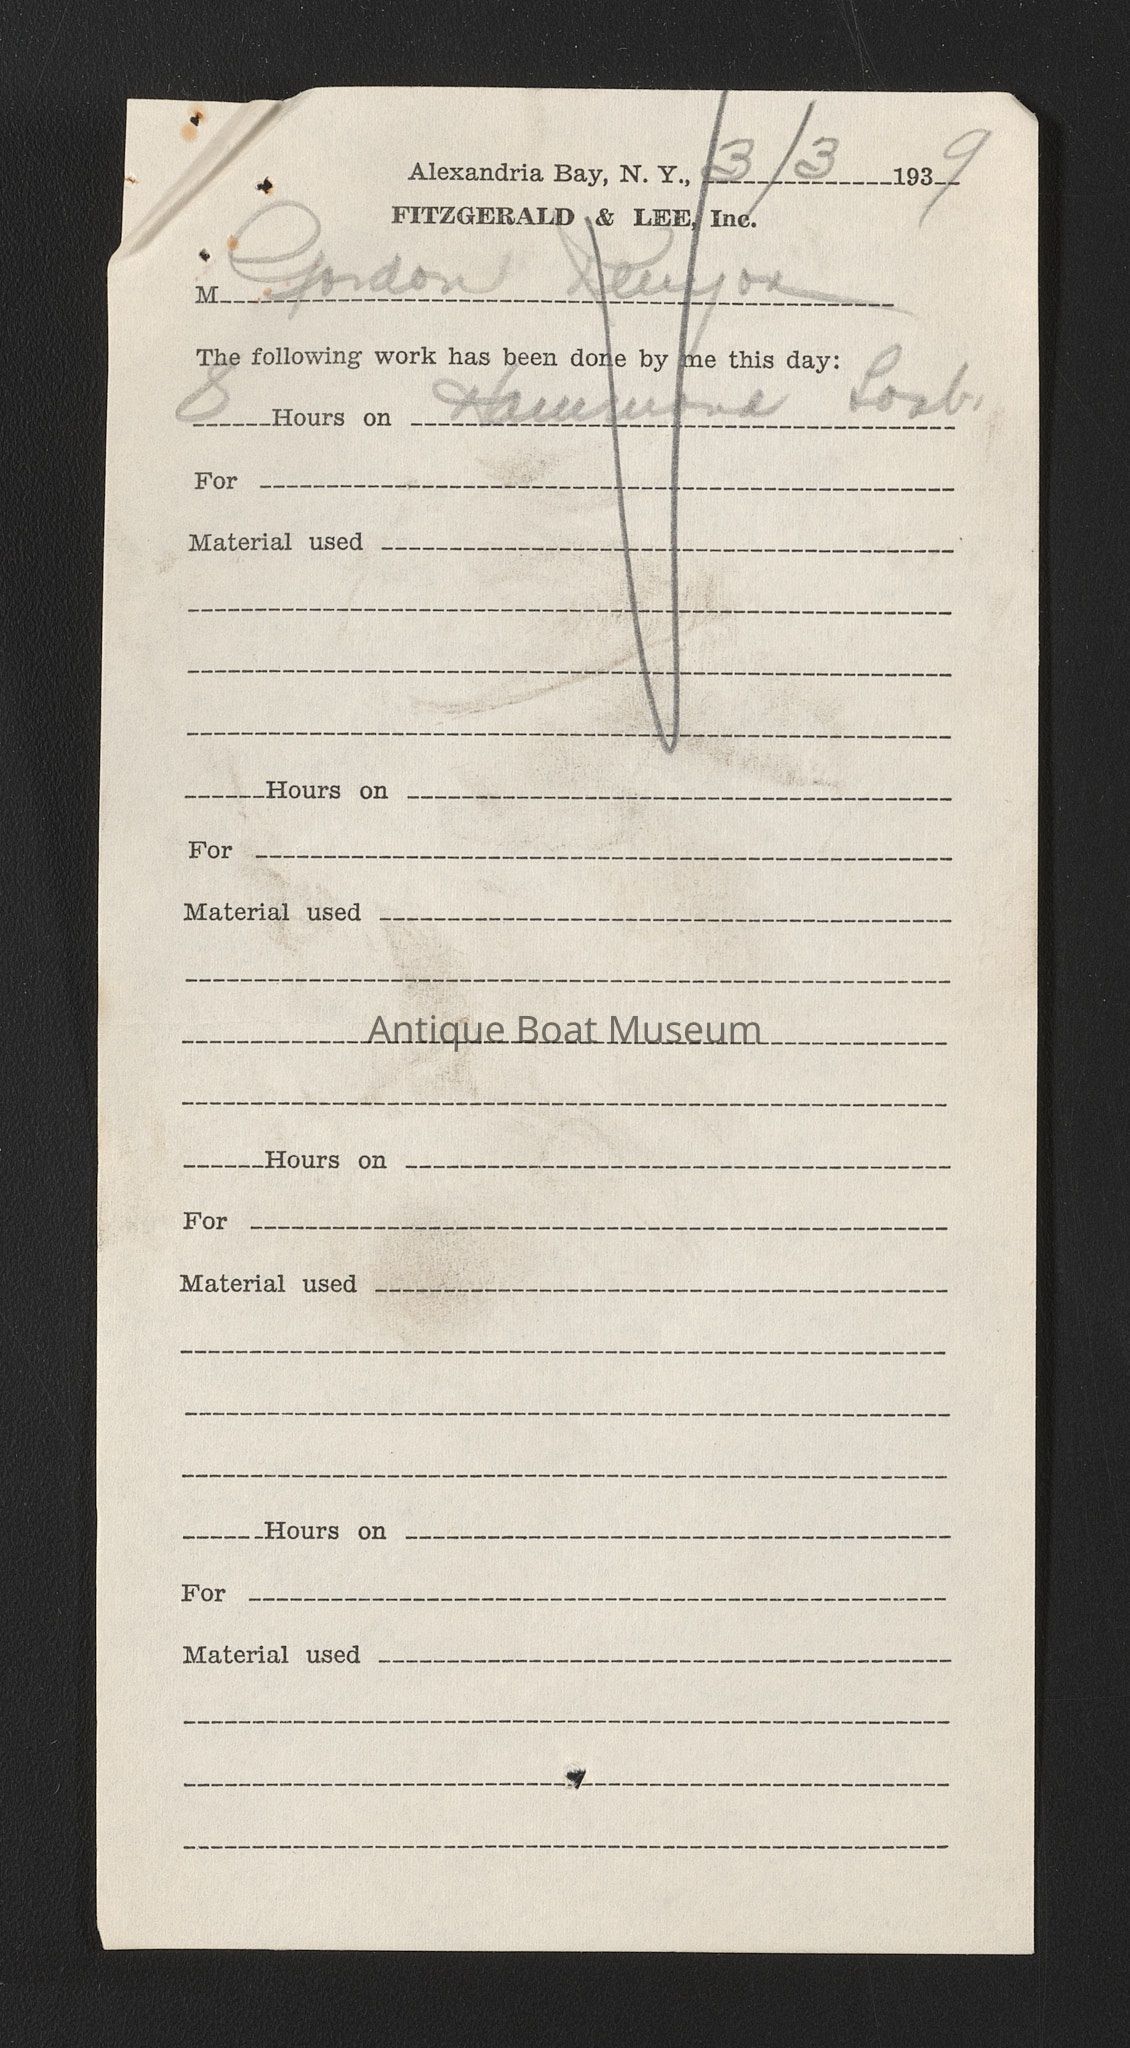 Alexandria Bay, N. Y., 3/3 1939
FITZGERALD & LEE, Inc.
M Gordon Kenyon
The following work has been done by me this day:
8 Hours on Hammond
For
Material used
Hours on
For
Material used
Antique Boat Museum
Hours on
For
Material used
Hours on
For
Material used